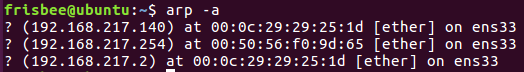 frisbee@ubuntu:~$ arp -a
? (192.168.217.140) at 00:0c:29:29:25:1d [ether] on ens33
? (192.168.217.254) at 00:50:56:f0:9d:65 [ether] on ens33
? (192.168.217.2) at 00:0c:29:29:25:1d [ether] on ens33